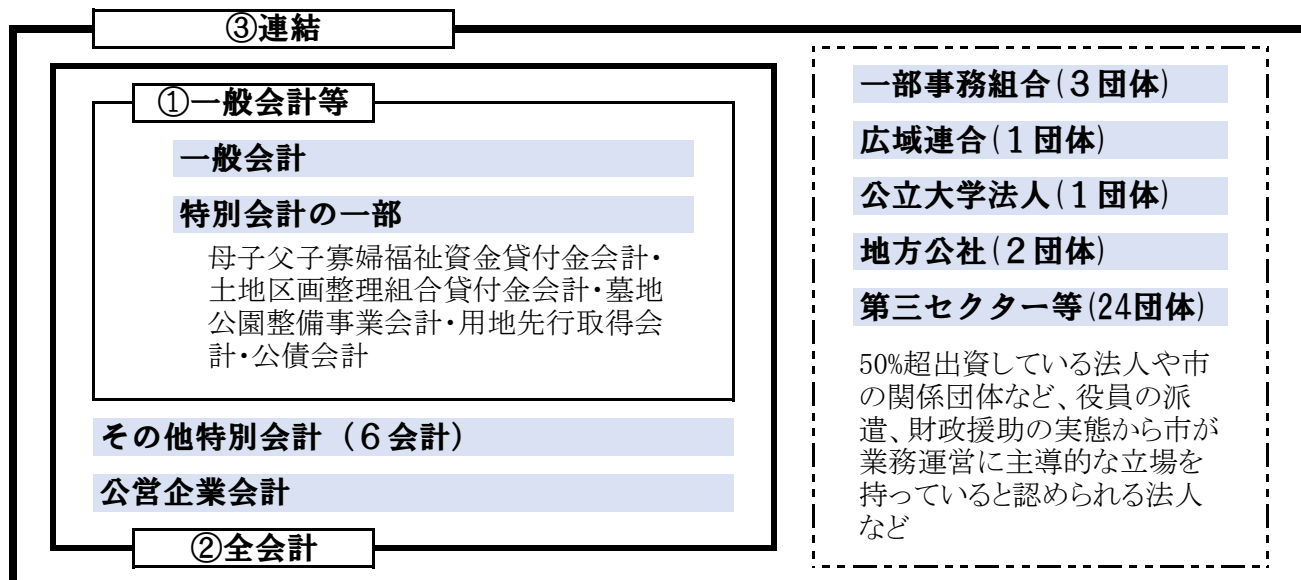 ③連結
①一般会計等
一般会計
特別会計の一部
母子父子寡婦福祉資金貸付金会計・
土地区画整理組合貸付金会計・墓地
公園整備事業会計・用地先行取得会
計・公債会計
その他特別会計（６会計）
公営企業会計
②全会計
一部事務組合（３団体）
広域連合（１団体）
公立大学法人（１団体）
地方公社（２団体）
第三セクター等（24団体）
50%超出資している法人や市
の関係団体など、役員の派
遣、財政援助の実態から市が
業務運営に主導的な立場を
持っていると認められる法人
など